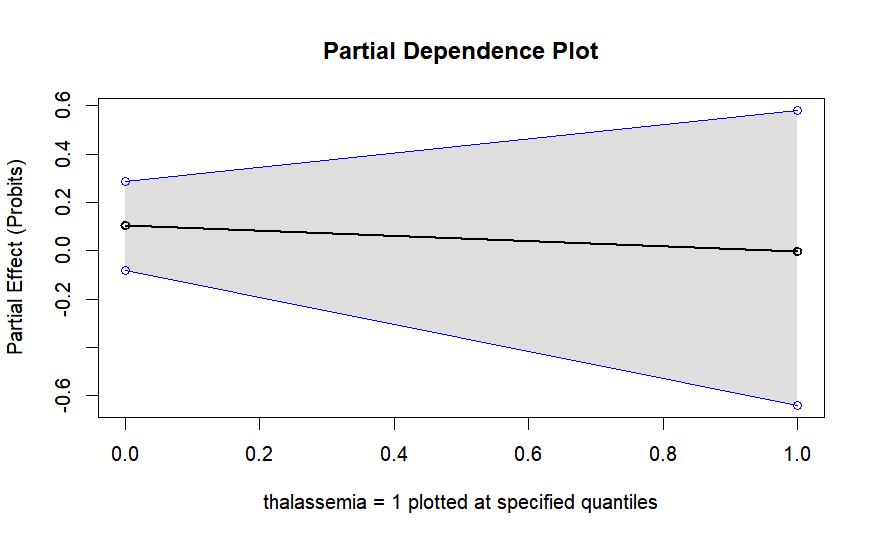 Partial Dependence Plot
Partial Effect (Probits)
0.6
0.4
0.2
0.0
-0.2
-0.6
0.0 0.2 0.4 0.6 0.8 1.0
thalassemia = 1 plotted at specified quantiles